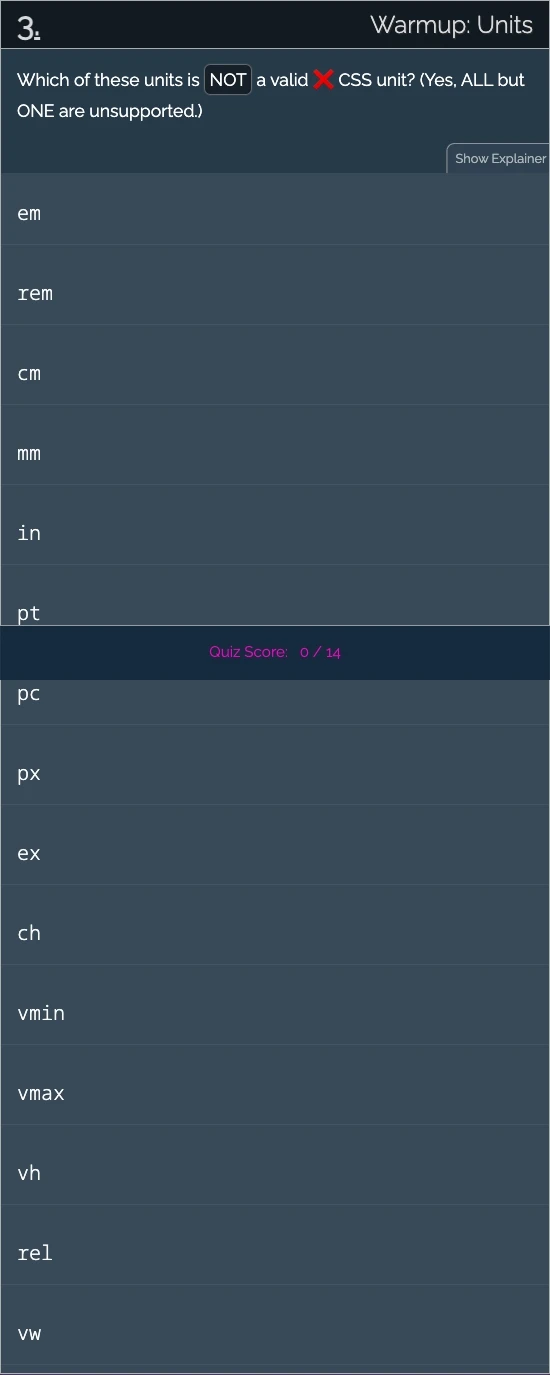 3.
Warmup: Units
Which of these units is NOT a valid ❌ CSS unit? (Yes, ALL but
ONE are unsupported.)
Show Explainer
em
rem
cm
mm
in
pt
Quiz Score: 0 / 14
pc
px
ex
ch
vmin
vmax
vh
rel
vw